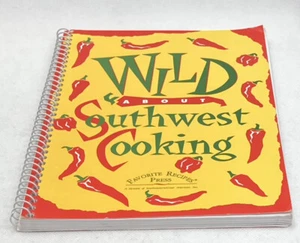 WILD
ABOUT
Southwest
Cooking
FAVORITE RECIPES
PRESS